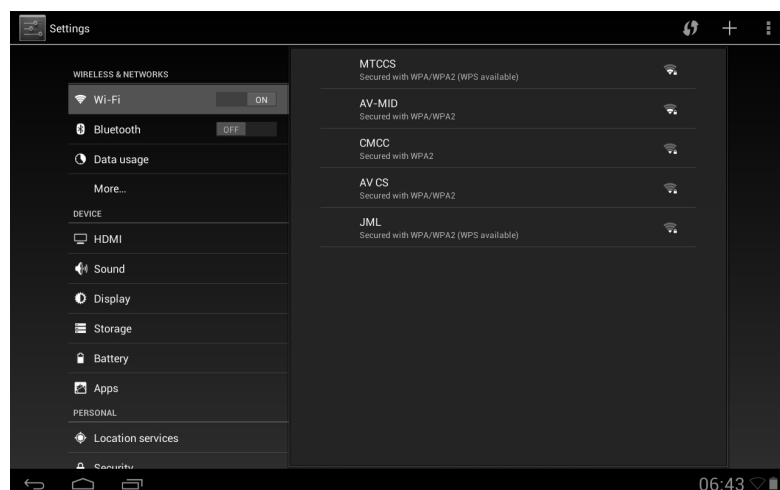 Settings
WIRELESS & NETWORKS
Wi-Fi ON
Bluetooth OFF
Data usage
More...
DEVICE
HDMI
Sound
Display
Storage
Battery
Apps
PERSONAL
Location services
Security
MTCCS
Secured with WPA/WPA2 (WPS available)
AV-MID
Secured with WPA/WPA2
CMCC
Secured with WPA2
AV CS
Secured with WPA/WPA2
JML
Secured with WPA/WPA2 (WPS available)
06:43